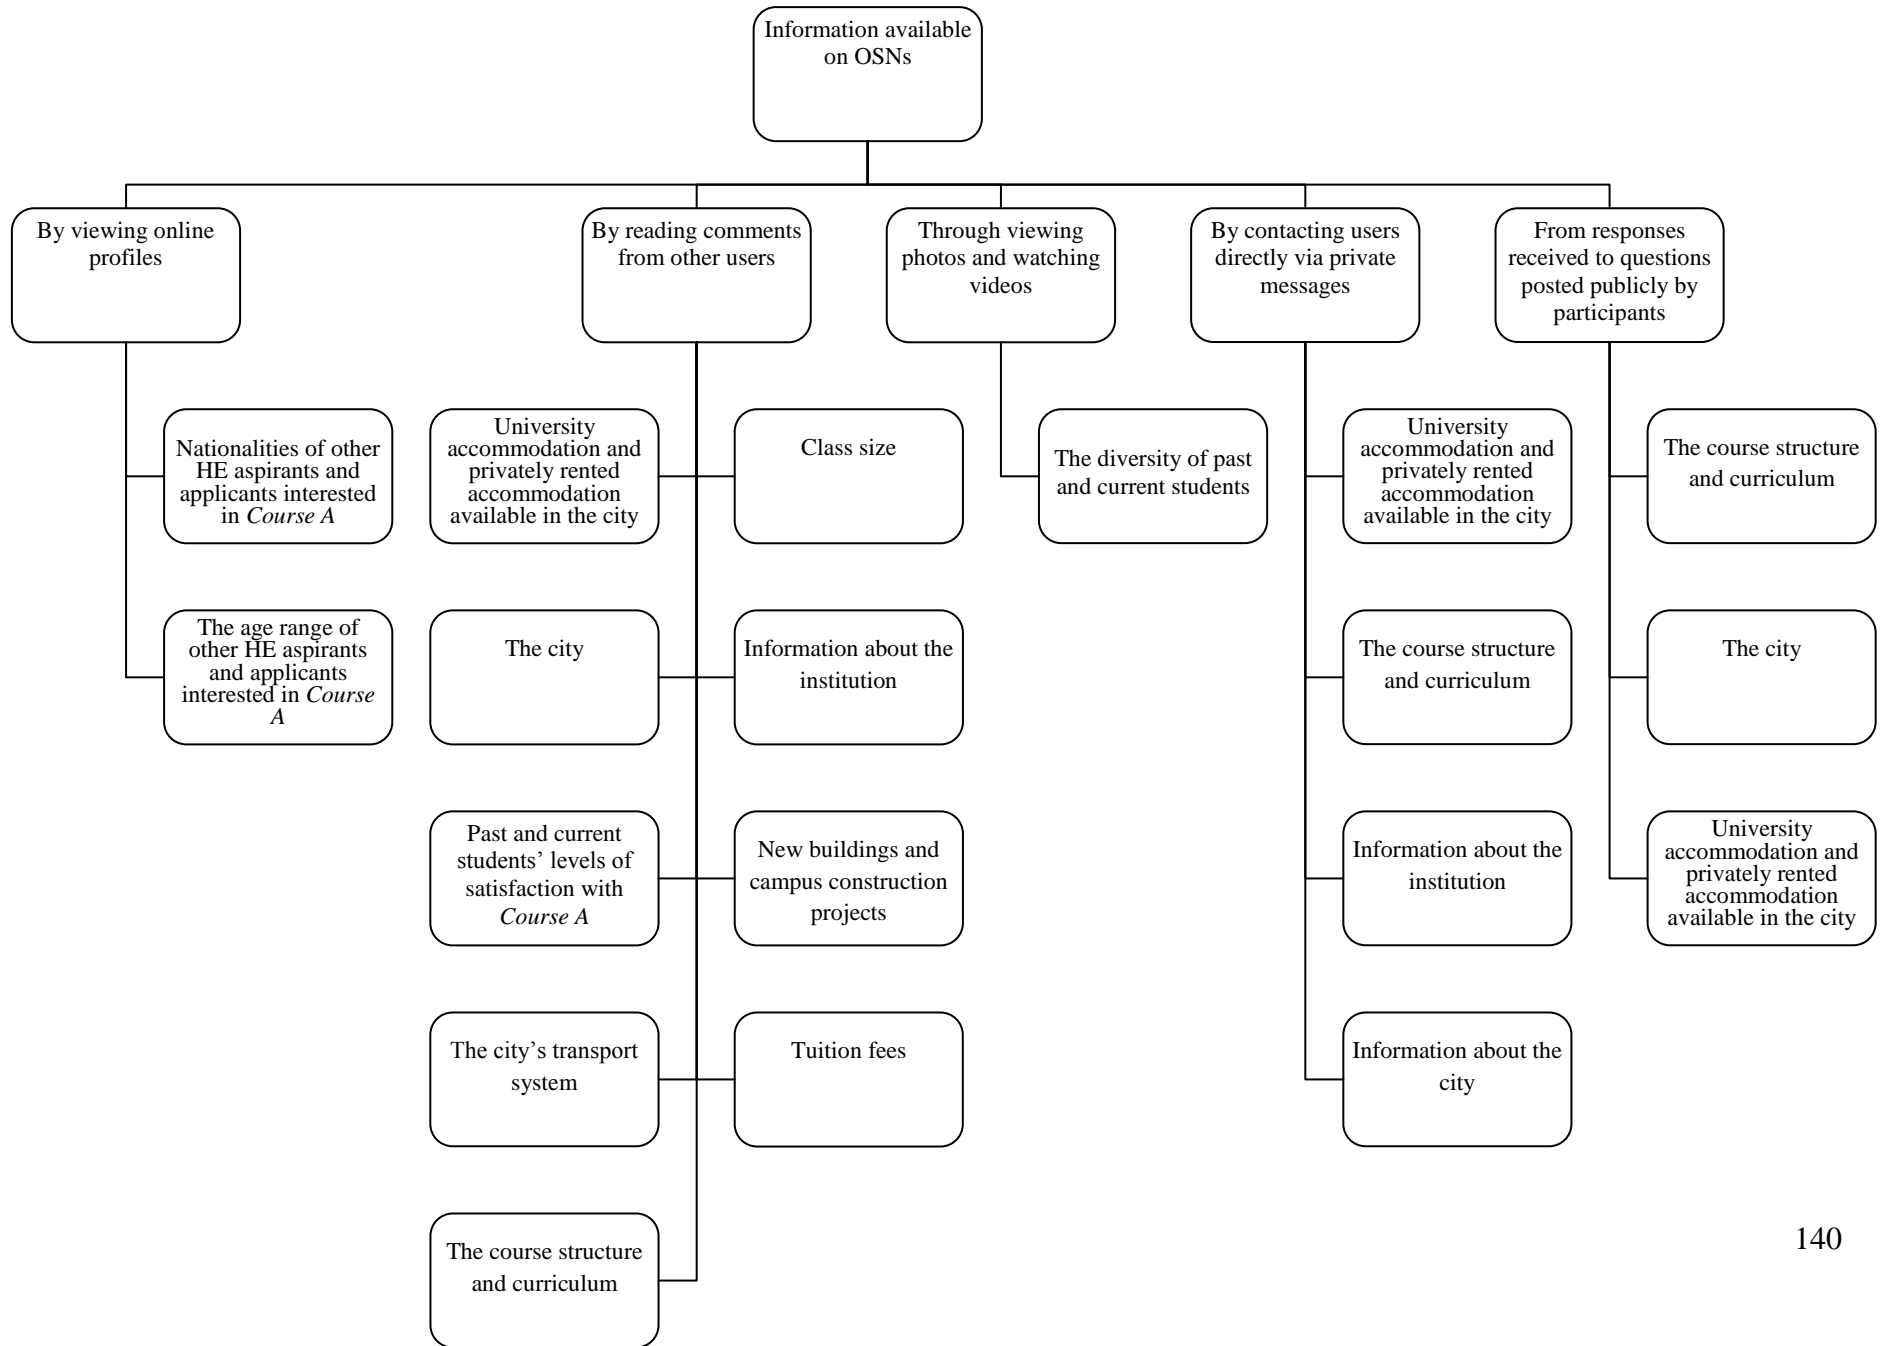 Information available
on OSNs
By viewing online
profiles
By reading comments
from other users
Through viewing
photos and watching
videos
By contacting users
directly via private
messages
From responses
received to questions
posted publicly by
participants
Nationalities of other
HE aspirants and
applicants interested
in Course A
The age range of
other HE aspirants
and applicants
interested in Course
A
University
accommodation and
privately rented
accommodation
available in the city
Class size
The city
Information about the
institution
Past and current
students’ levels of
satisfaction with
Course A
New buildings and
campus construction
projects
The city’s transport
system
Tuition fees
The course structure
and curriculum
The diversity of past
and current students
University
accommodation and
privately rented
accommodation
available in the city
The course structure
and curriculum
Information about the
institution
Information about the
city
The course structure
and curriculum
The city
University
accommodation and
privately rented
accommodation
available in the city
140